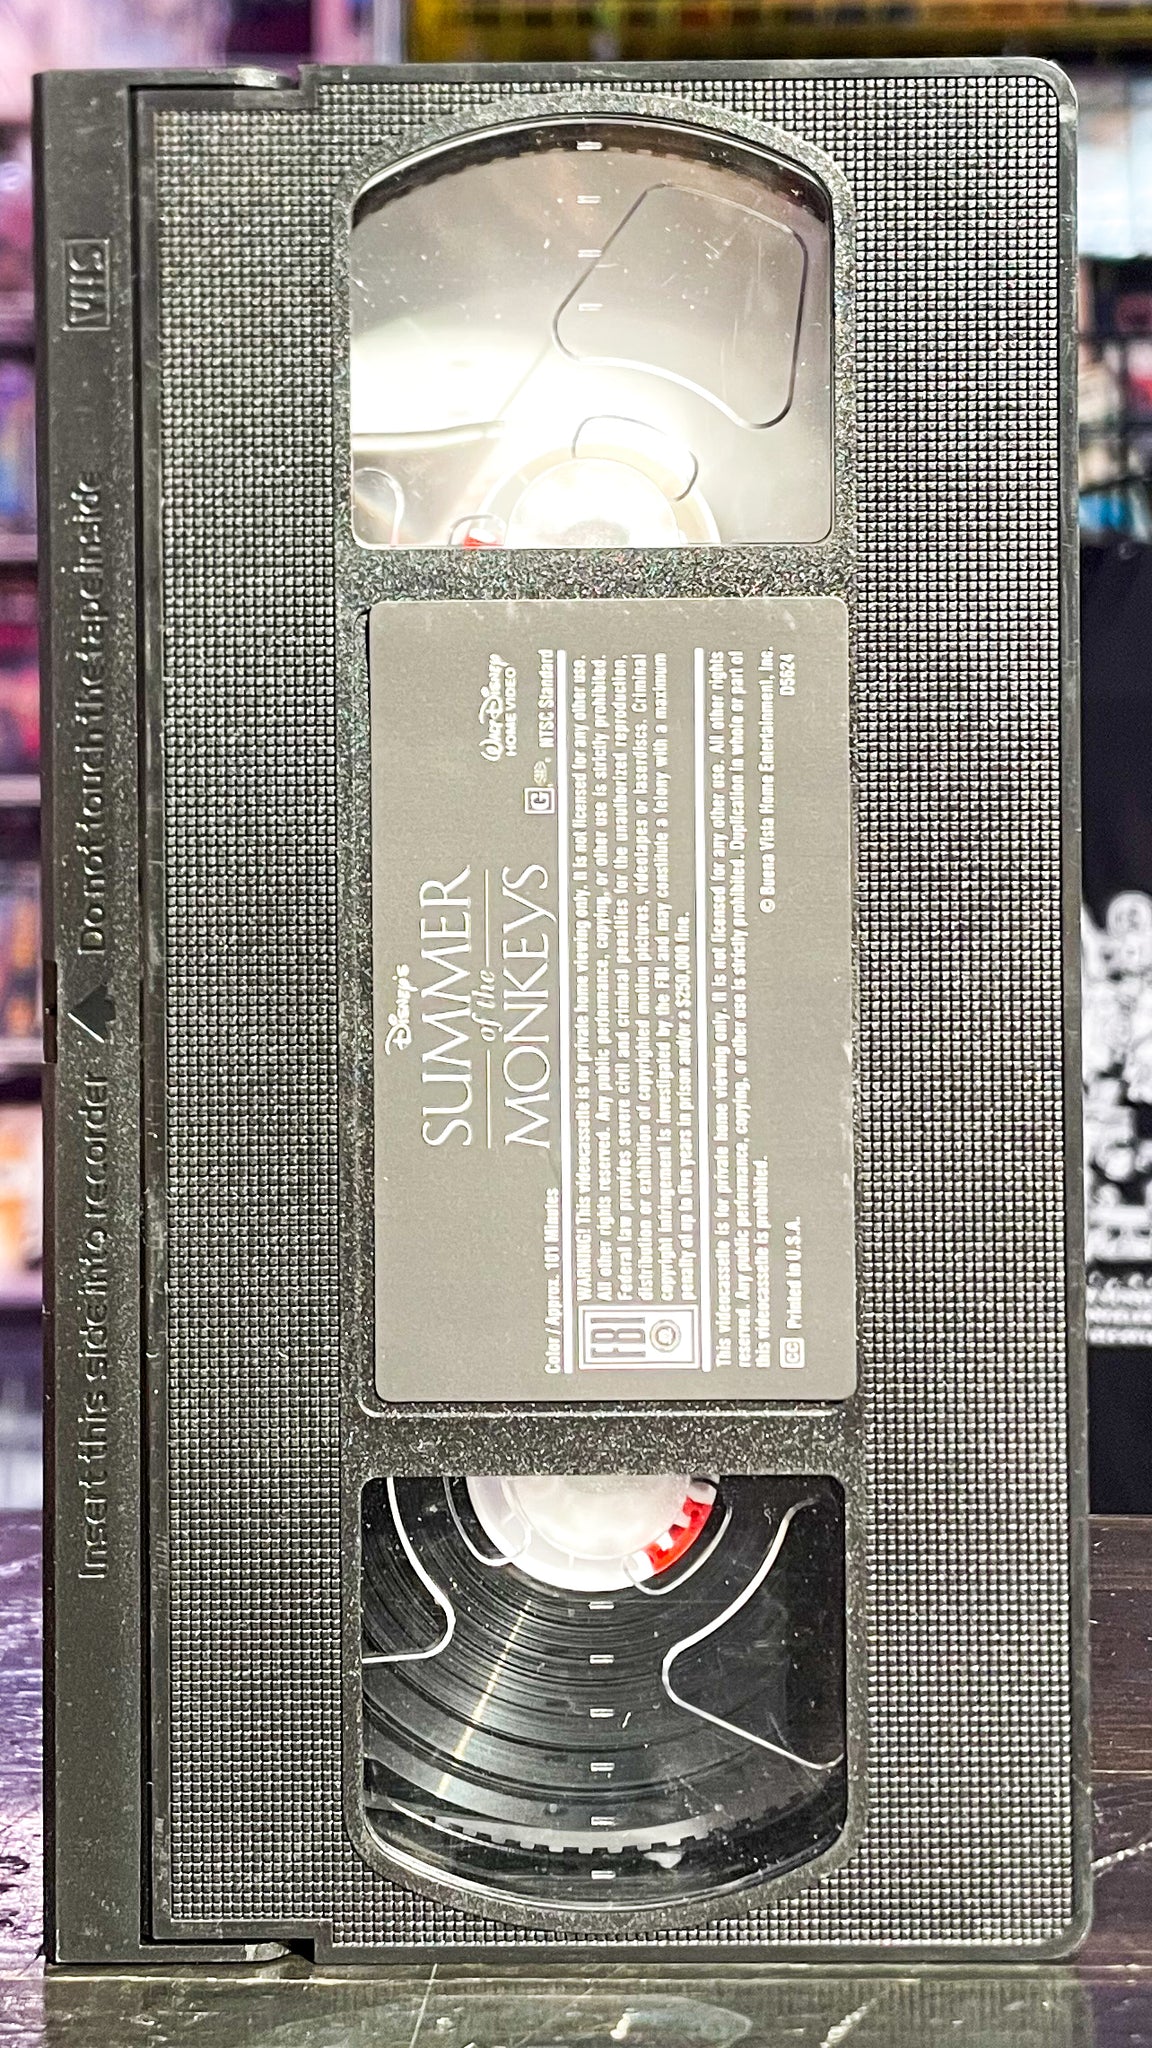 VHS
Insert this side into recorder
Do not touch the tape inside
Disney's
SUMMER
of the
MONKEYS
Walt Disney
HOME VIDEO
Color / Approx. 101 Minutes
G
NTSC Standard
FBI
WARNING! This videocassette is for private home viewing only. It is not licensed for any other use.
All other rights reserved. Any public performance, copying, or other use is strictly prohibited.
Federal law provides severe civil and criminal penalties for the unauthorized reproduction,
distribution or exhibition of copyrighted motion pictures, videotapes or laserdiscs. Criminal
copyright infringement is investigated by the FBI and may constitute a felony with a maximum
penalty of up to five years in prison and/or a $250,000 fine.
This videocassette is for private home viewing only. It is not licensed for any other use. All other rights
reserved. Any public performance, copying, or other use is strictly prohibited. Duplication in whole or part of
this videocassette is prohibited.
CC Printed in U.S.A.
© Buena Vista Home Entertainment, Inc.
D5624